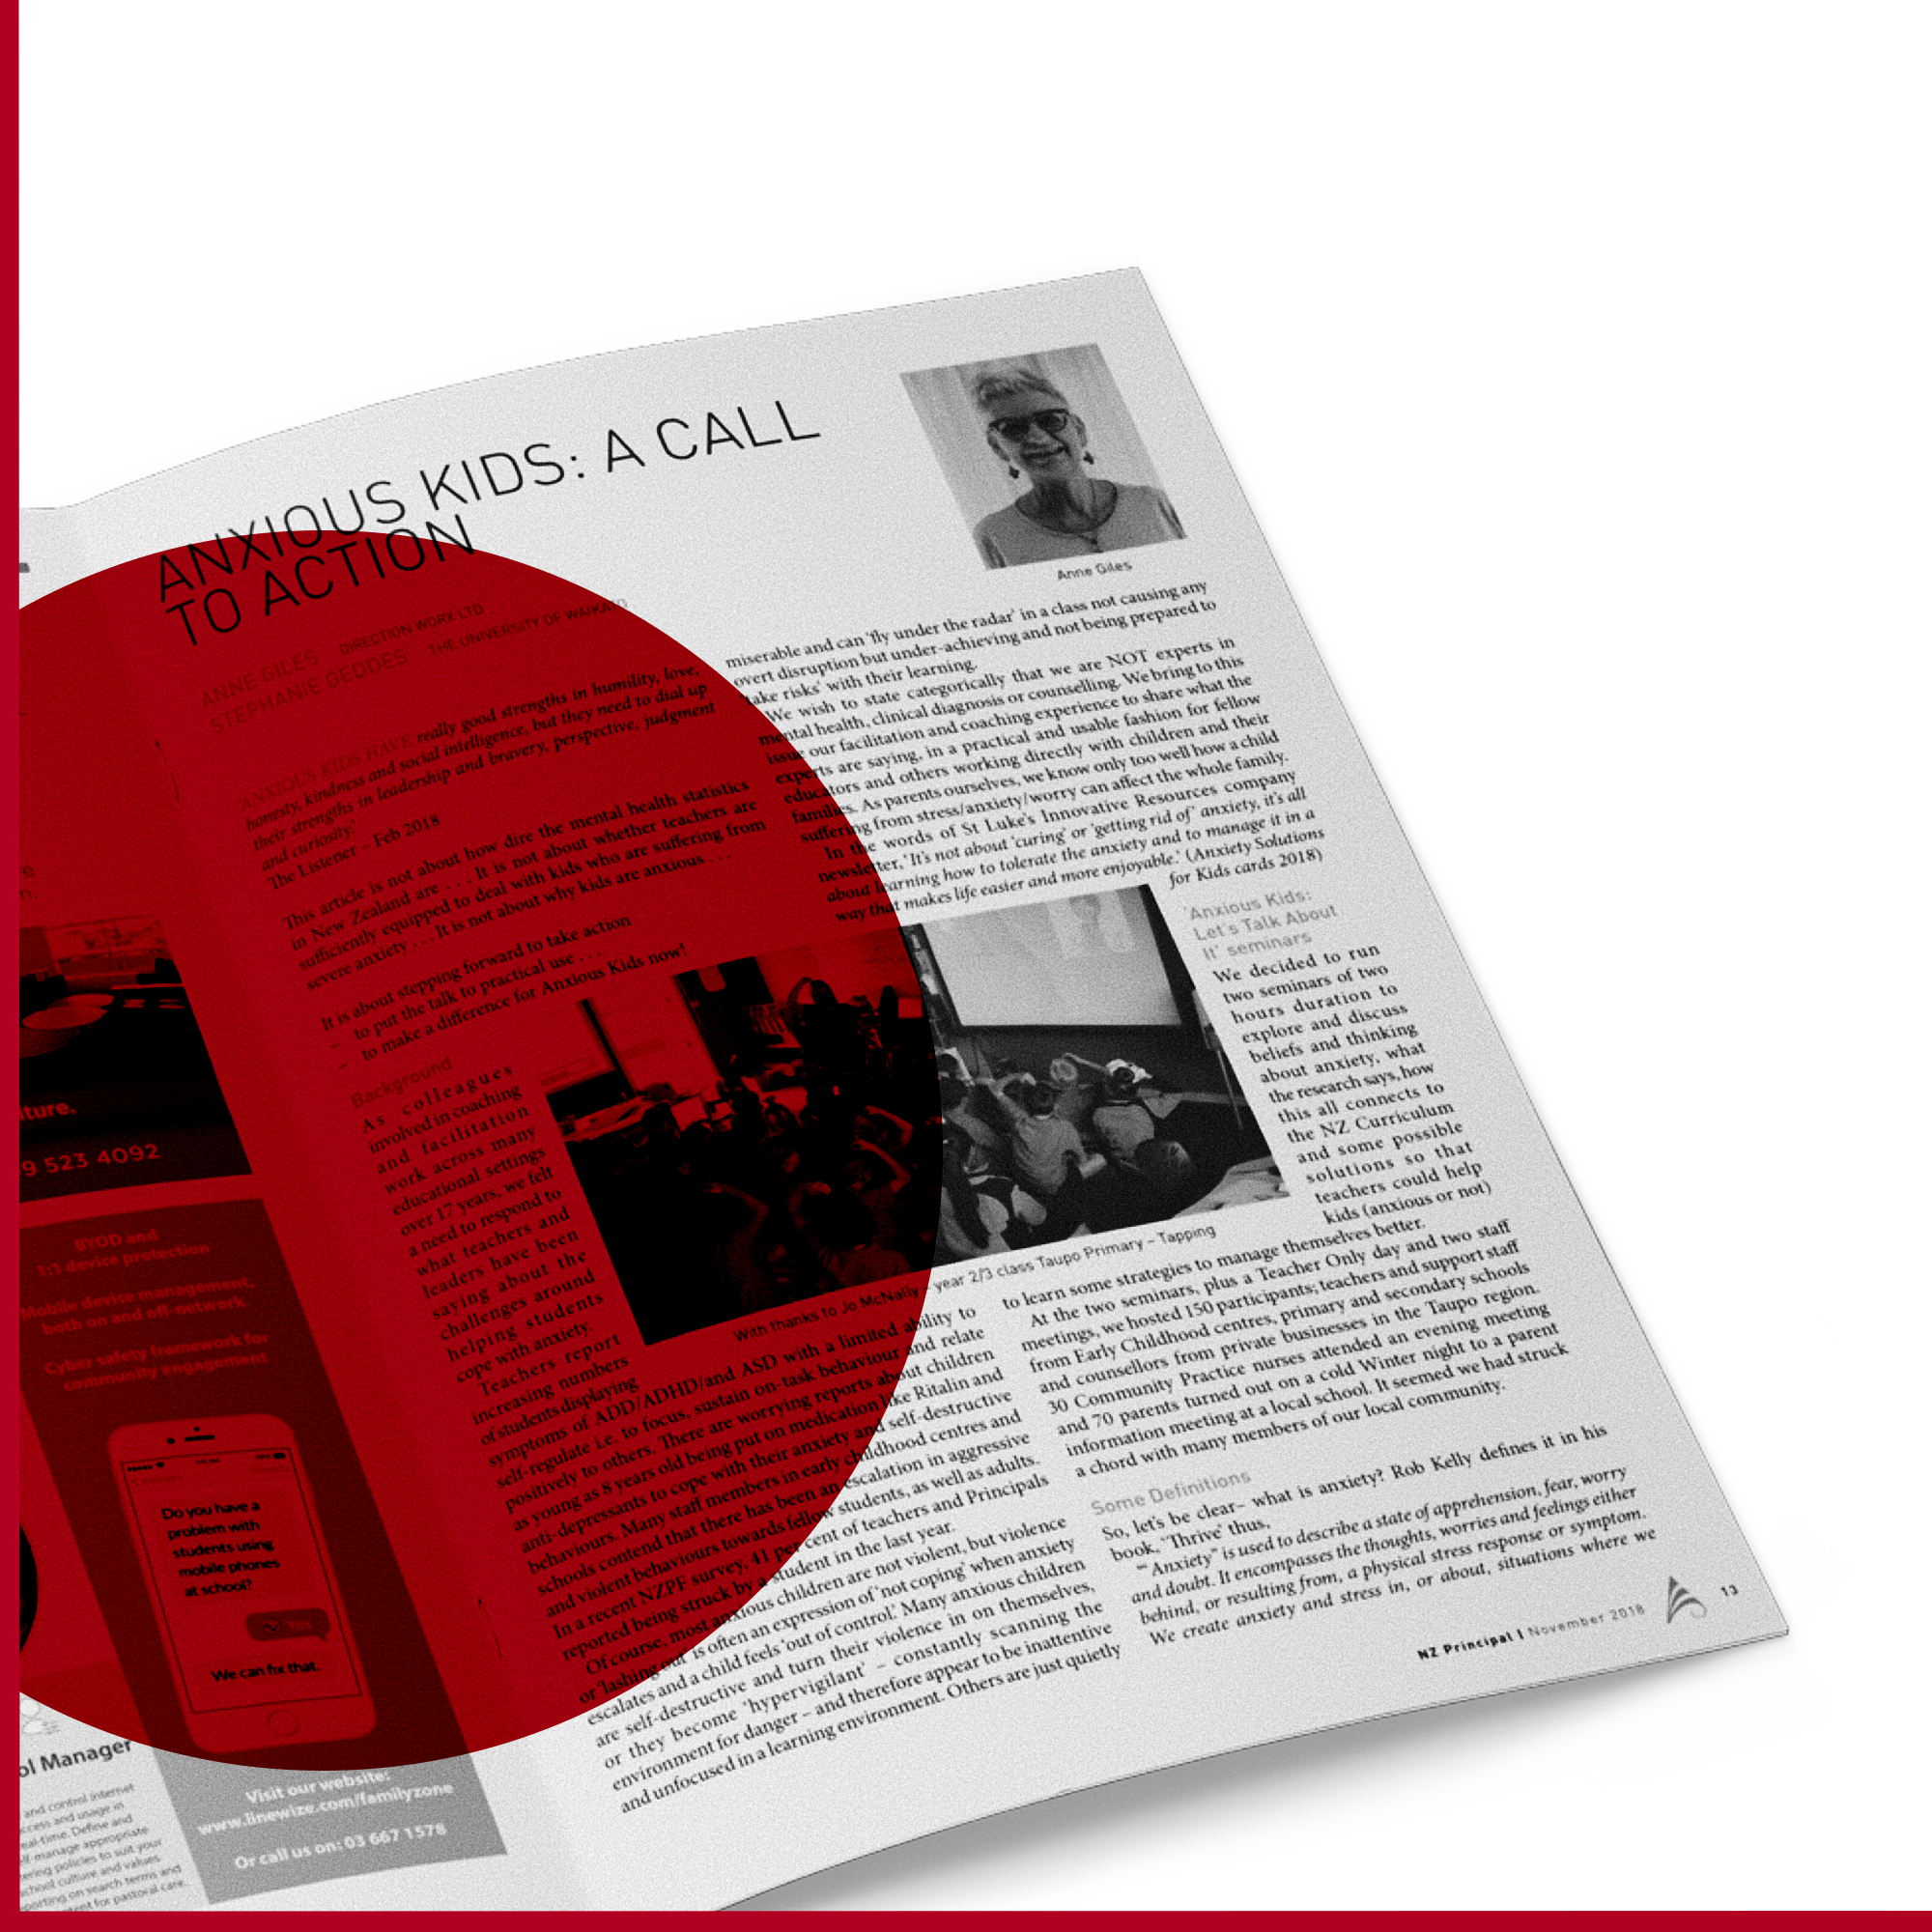 lture.
9 523 4092
BYOD and
1:1 device protection
Mobile device management,
both on and off-network
Cyber safety framework for
community engagement
Do you have a
problem with
students using
mobile phones
at school?
Yes
We can fix that.
Visit our website:
www.linewize.com/familyzone
Or call us on: 03 667 1578
ol Manager
and control internet
ccess and usage in
eal-time. Define and
lf-manage appropriate
tering policies to suit your
school culture and values.
porting on search terms and
ntent for pastoral care.
ANXIOUS KIDS: A CALL
TO ACTION
ANNE GILES DIRECTION WORX LTD
STEPHANIE GEDDES THE UNIVERSITY OF WAIKATO
ANXIOUS KIDS HAVE really good strengths in humility, love,
honesty, kindness and social intelligence, but they need to dial up
their strengths in leadership and bravery, perspective, judgment
and curiosity.'
The Listener – Feb 2018
This article is not about how dire the mental health statistics
in New Zealand are . . . It is not about whether teachers are
sufficiently equipped to deal with kids who are suffering from
severe anxiety . . . It is not about why kids are anxious . . .
It is about stepping forward to take action
– to put the talk to practical use . . .
– to make a difference for Anxious Kids now!
Background
As colleagues
involved in coaching
and facilitation
work across many
educational settings
over 17 years, we felt
a need to respond to
what teachers and
leaders have been
saying about the
challenges around
helping students
cope with anxiety.
Teachers report
increasing numbers
of students displaying
symptoms of ADD/ADHD/and ASD with a limited ability to
self-regulate i.e. to focus, sustain on-task behaviour and relate
positively to others. There are worrying reports about children
as young as 8 years old being put on medication like Ritalin and
anti-depressants to cope with their anxiety and self-destructive
behaviours. Many staff members in early childhood centres and
schools contend that there has been an escalation in aggressive
and violent behaviours towards fellow students, as well as adults.
In a recent NZPF survey, 41 per cent of teachers and Principals
reported being struck by a student in the last year.
Of course, most anxious children are not violent, but violence
or 'lashing out' is often an expression of 'not coping' when anxiety
escalates and a child feels 'out of control.' Many anxious children
are self-destructive and turn their violence in on themselves,
or they become 'hypervigilant' – constantly scanning the
environment for danger – and therefore appear to be inattentive
and unfocused in a learning environment. Others are just quietly
With thanks to Jo McNally – year 2/3 class Taupo Primary – Tapping
Anne Giles
miserable and can 'fly under the radar' in a class not causing any
overt disruption but under-achieving and not being prepared to
'take risks' with their learning.
We wish to state categorically that we are NOT experts in
mental health, clinical diagnosis or counselling. We bring to this
issue our facilitation and coaching experience to share what the
experts are saying, in a practical and usable fashion for fellow
educators and others working directly with children and their
families. As parents ourselves, we know only too well how a child
suffering from stress/anxiety/worry can affect the whole family.
In the words of St Luke's Innovative Resources company
newsletter, 'It's not about 'curing' or 'getting rid of' anxiety, it's all
about learning how to tolerate the anxiety and to manage it in a
way that makes life easier and more enjoyable.' (Anxiety Solutions
for Kids cards 2018)
'Anxious Kids:
Let's Talk About
It' seminars
We decided to run
two seminars of two
hours duration to
explore and discuss
beliefs and thinking
about anxiety, what
the research says, how
this all connects to
the NZ Curriculum
and some possible
solutions so that
teachers could help
kids (anxious or not)
to learn some strategies to manage themselves better.
At the two seminars, plus a Teacher Only day and two staff
meetings, we hosted 150 participants; teachers and support staff
from Early Childhood centres, primary and secondary schools
and counsellors from private businesses in the Taupo region.
30 Community Practice nurses attended an evening meeting
and 70 parents turned out on a cold Winter night to a parent
information meeting at a local school. It seemed we had struck
a chord with many members of our local community.
Some Definitions
So, let's be clear– what is anxiety? Rob Kelly defines it in his
book, 'Thrive' thus,
'"Anxiety" is used to describe a state of apprehension, fear, worry
and doubt. It encompasses the thoughts, worries and feelings either
behind, or resulting from, a physical stress response or symptom.
We create anxiety and stress in, or about, situations where we
NZ Principal | November 2018 13